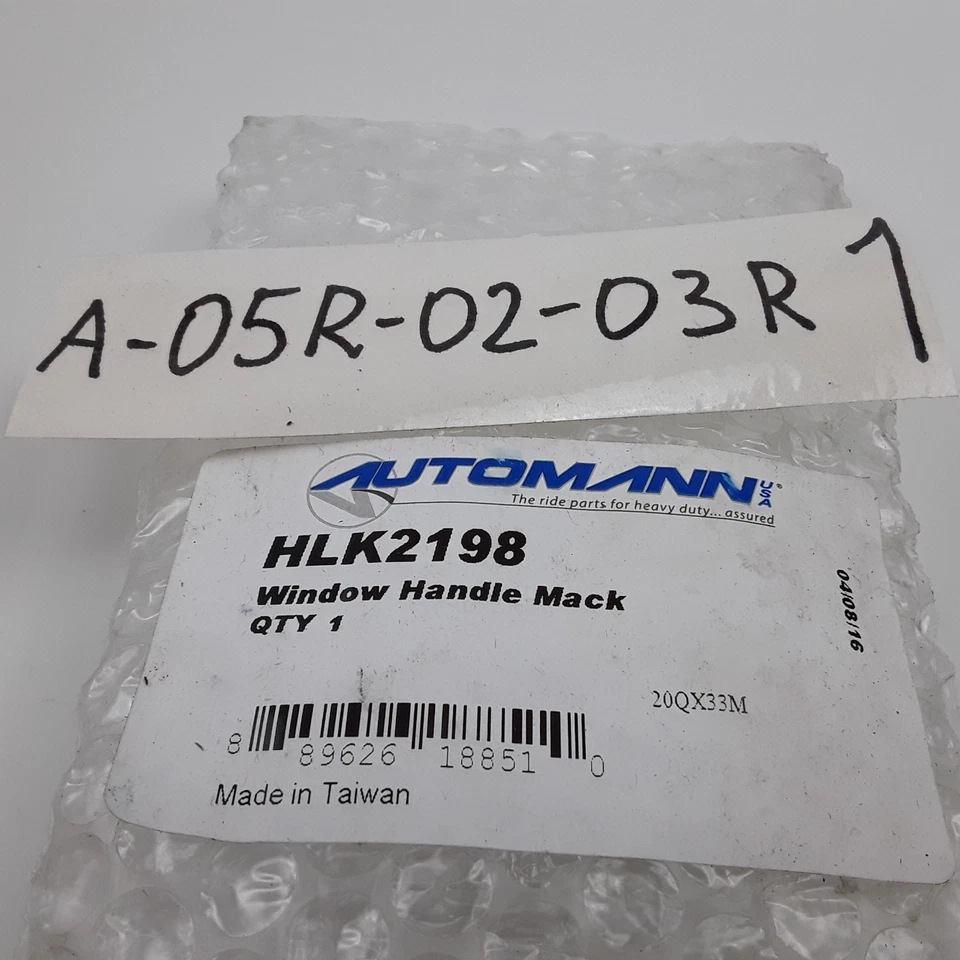 A-05R-02-03R 1
AUTOMANN USA®
The ride parts for heavy duty... assured
HLK2198
Window Handle Mack
QTY 1
04/08/16
20QX33M
8 89626 18851 0
Made in Taiwan